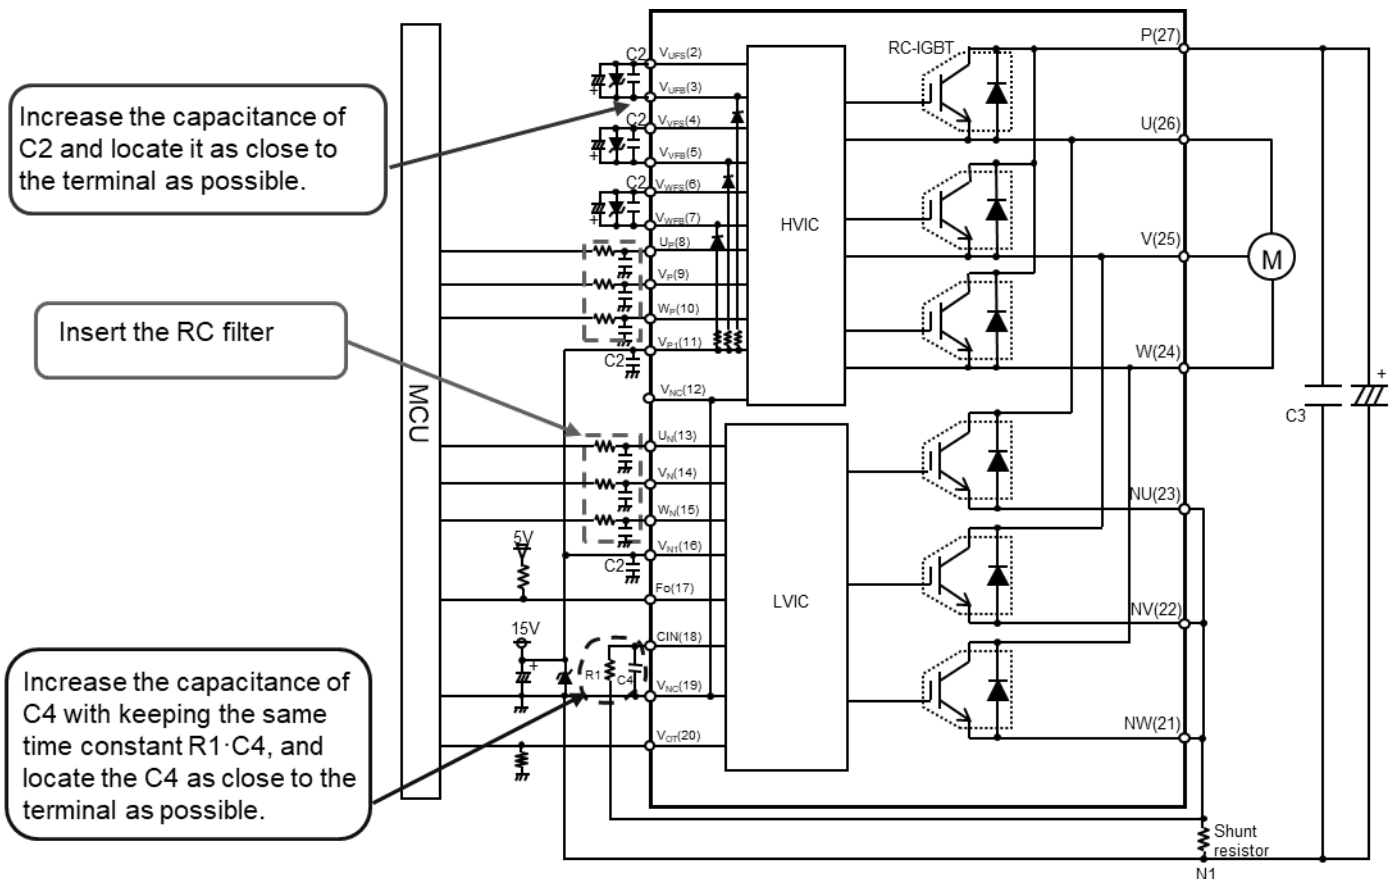 Increase the capacitance of
C2 and locate it as close to
the terminal as possible.
Insert the RC filter
Increase the capacitance of
C4 with keeping the same
time constant R1·C4, and
locate the C4 as close to the
terminal as possible.
MCU
C2
VUFS(2)
VUFB(3)
C2
VVFS(4)
VVFB(5)
C2
VWFS(6)
VWFB(7)
UP(8)
VP(9)
WP(10)
VP1(11)
C2
VNC(12)
UN(13)
VN(14)
WN(15)
VN1(16)
C2
5V
Fo(17)
15V
CIN(18)
R1
C4
VNC(19)
VOT(20)
+
+
+
+
HVIC
LVIC
RC-IGBT
P(27)
U(26)
V(25)
W(24)
NU(23)
NV(22)
NW(21)
M
C3
+
Shunt
resistor
N1